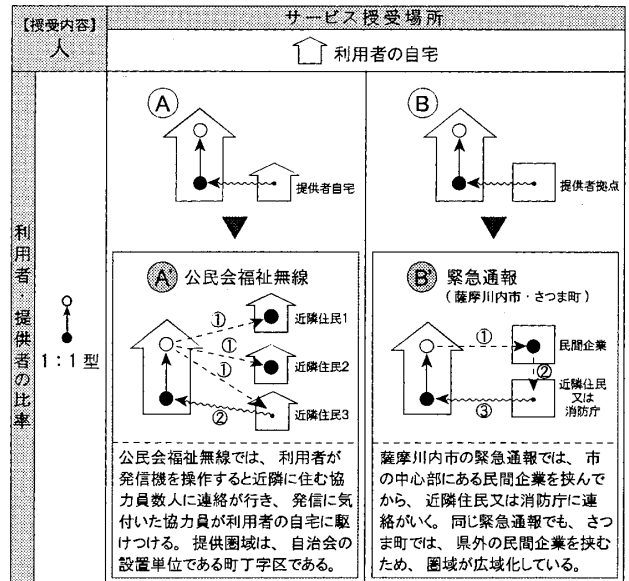 【授受内容】
人
サービス授受場所
利用者の自宅
利用者・提供者の比率
1：1型
A
提供者自宅
B
提供者拠点
A' 公民会福祉無線
① 近隣住民1
① 近隣住民2
① 近隣住民3
②
公民会福祉無線では、利用者が
発信機を操作すると近隣に住む協
力員数人に連絡が行き、発信に気
付いた協力員が利用者の自宅に駆
けつける。提供圏域は、自治会の
設置単位である町丁字区である。
B' 緊急通報
（薩摩川内市・さつま町）
① 民間企業
②
近隣住民
又は
消防庁
③
薩摩川内市の緊急通報では、市
の中心部にある民間企業を挟んで
から、近隣住民又は消防庁に連
絡がいく。同じ緊急通報でも、さつ
ま町では、県外の民間企業を挟む
ため、圏域が広域化している。